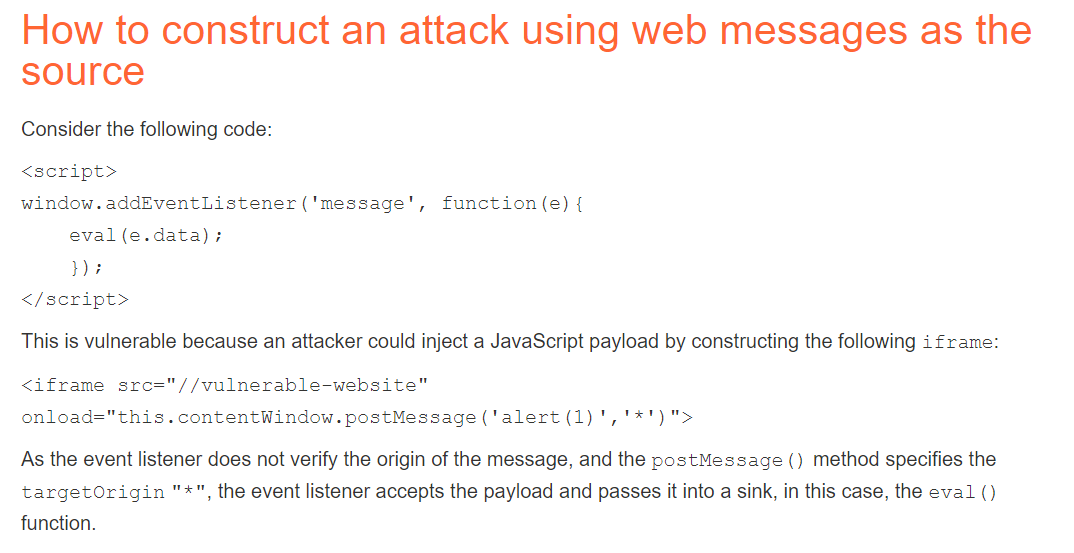 How to construct an attack using web messages as the
source
Consider the following code:
<script>
window.addEventListener('message', function(e){
eval(e.data);
});
</script>
This is vulnerable because an attacker could inject a JavaScript payload by constructing the following iframe:
<iframe src="//vulnerable-website"
onload="this.contentWindow.postMessage('alert(1)','*')">
As the event listener does not verify the origin of the message, and the postMessage() method specifies the
targetOrigin "*", the event listener accepts the payload and passes it into a sink, in this case, the eval()
function.